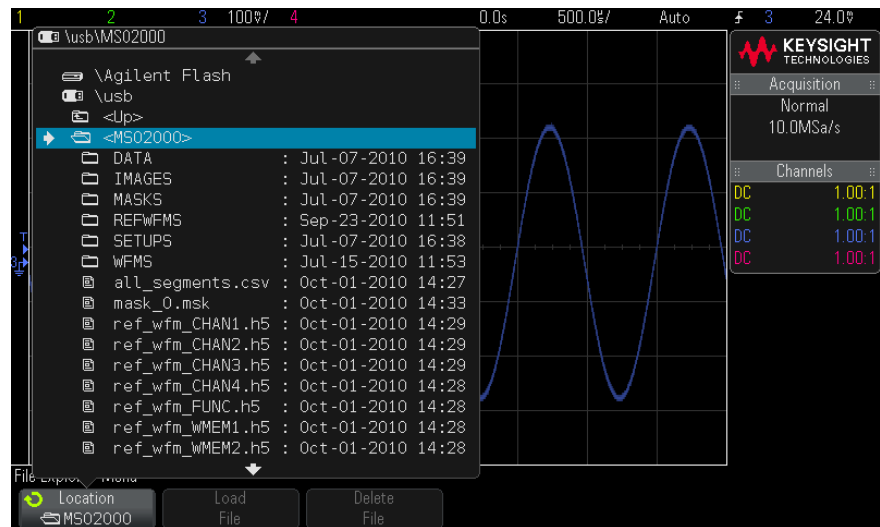 1 2 3 100♉/ 4 0.0s 500.0♉/ Auto 3 24.0♉
\usb\MSO2000
\Agilent Flash
\usb
<Up>
<MSO2000>
DATA : Jul-07-2010 16:39
IMAGES : Jul-07-2010 16:39
MASKS : Jul-07-2010 16:39
REFWFMS : Sep-23-2010 11:51
SETUPS : Jul-07-2010 16:38
WFMS : Jul-15-2010 11:53
all_segments.csv : Oct-01-2010 14:27
mask_0.msk : Oct-01-2010 14:33
ref_wfm_CHAN1.h5 : Oct-01-2010 14:29
ref_wfm_CHAN2.h5 : Oct-01-2010 14:29
ref_wfm_CHAN3.h5 : Oct-01-2010 14:29
ref_wfm_CHAN4.h5 : Oct-01-2010 14:28
ref_wfm_FUNC.h5 : Oct-01-2010 14:28
ref_wfm_WMEM1.h5 : Oct-01-2010 14:28
ref_wfm_WMEM2.h5 : Oct-01-2010 14:28
T
3
KEYSIGHT
TECHNOLOGIES
Acquisition
Normal
10.0MSa/s
Channels
DC 1.00:1
DC 1.00:1
DC 1.00:1
DC 1.00:1
Location
MSO2000
Load
File
Delete
File